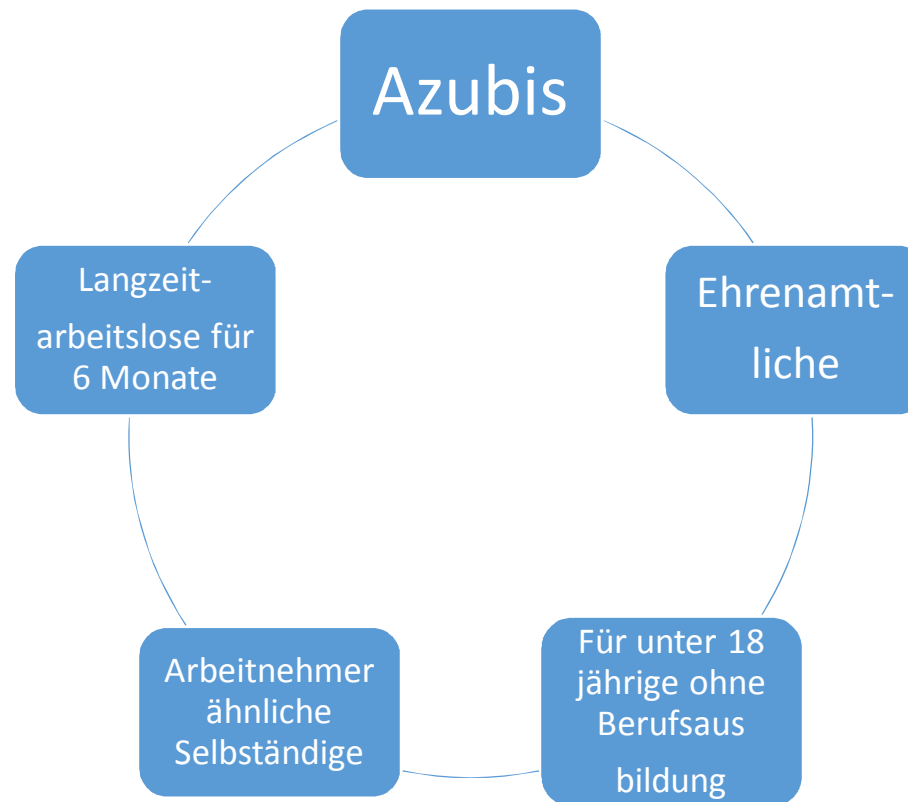 Azubis
Ehrenamt-
liche
Für unter 18
jährige ohne
Berufsaus
bildung
Arbeitnehmer
ähnliche
Selbständige
Langzeit-
arbeitslose für
6 Monate